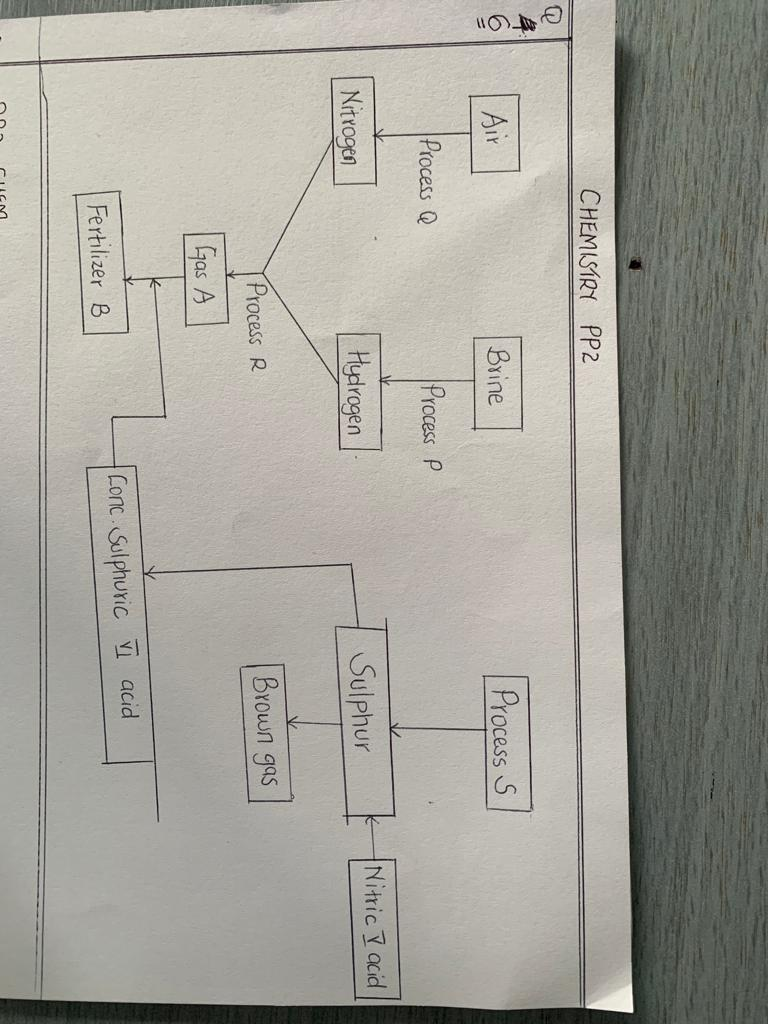 CHEMISTRY PP2
Q
6
Air
Process Q
Nitrogen
Brine
Process P
Hydrogen
Process R
Gas A
Fertilizer B
Process S
Sulphur
Nitric V acid
Brown gas
Conc. Sulphuric VI acid